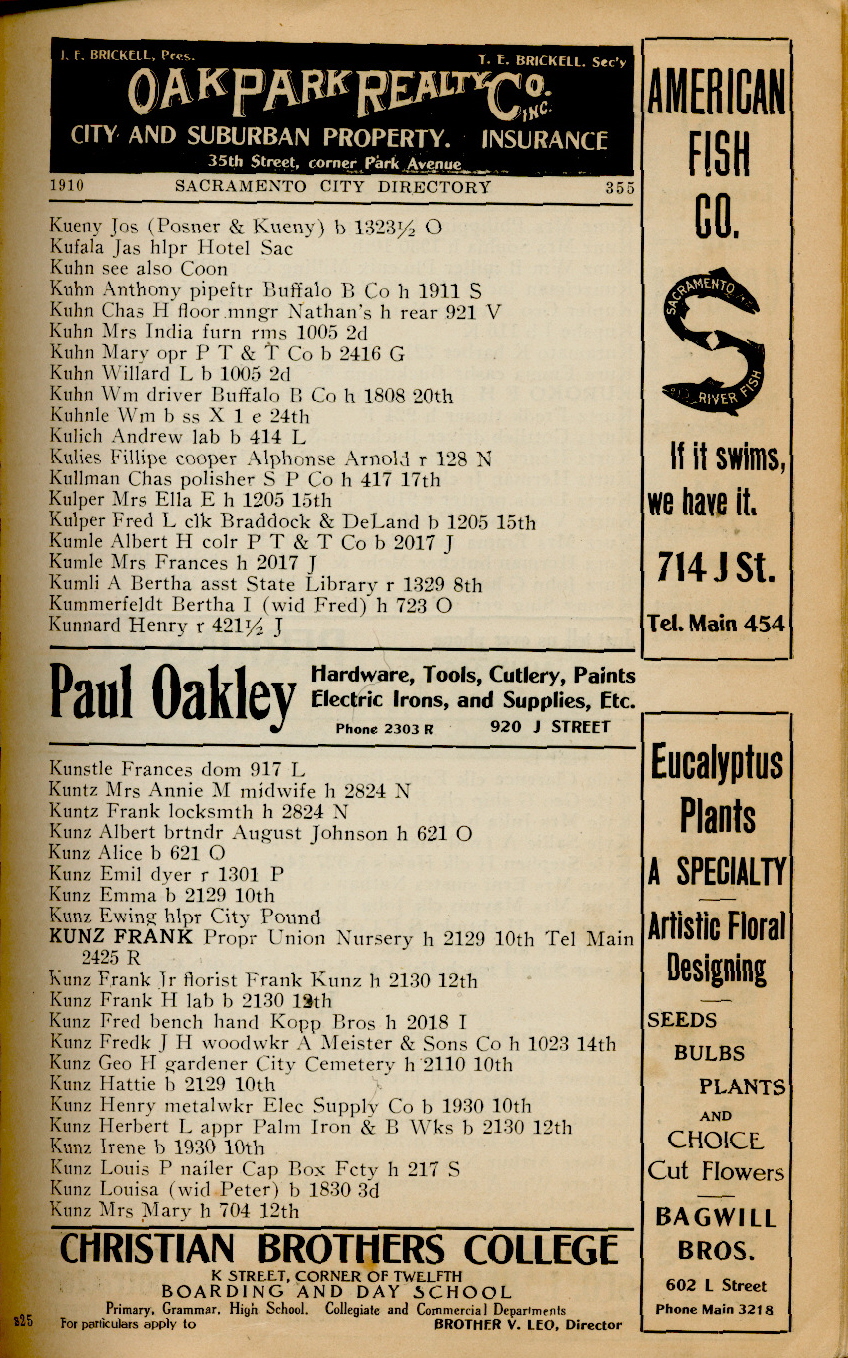 J. E. BRICKELL, Pres.
T. E. BRICKELL. Sec'y
OAK PARK REALTY CO. INC.
CITY AND SUBURBAN PROPERTY. INSURANCE
35th Street, corner Park Avenue
1910 SACRAMENTO CITY DIRECTORY 355
Kueny Jos (Posner & Kueny) b 1323½ O
Kufala Jas hlpr Hotel Sac
Kuhn see also Coon
Kuhn Anthony pipeftr Buffalo B Co h 1911 S
Kuhn Chas H floor mngr Nathan's h rear 921 V
Kuhn Mrs India furn rms 1005 2d
Kuhn Mary opr P T & T Co b 2416 G
Kuhn Willard L b 1005 2d
Kuhn Wm driver Buffalo B Co h 1808 20th
Kuhnle Wm b ss X 1 e 24th
Kulich Andrew lab b 414 L
Kulies Fillipe cooper Alphonse Arnold r 128 N
Kullman Chas polisher S P Co h 417 17th
Kulper Mrs Ella E h 1205 15th
Kulper Fred L clk Braddock & DeLand b 1205 15th
Kumle Albert H colr P T & T Co b 2017 J
Kumle Mrs Frances h 2017 J
Kumli A Bertha asst State Library r 1329 8th
Kummerfeldt Bertha I (wid Fred) h 723 O
Kunnard Henry r 421½ J
Paul Oakley
Hardware, Tools, Cutlery, Paints
Electric Irons, and Supplies, Etc.
Phone 2303 R 920 J STREET
Kunstle Frances dom 917 L
Kuntz Mrs Annie M midwife h 2824 N
Kuntz Frank locksmth h 2824 N
Kunz Albert brtndr August Johnson h 621 O
Kunz Alice b 621 O
Kunz Emil dyer r 1301 P
Kunz Emma b 2129 10th
Kunz Ewing hlpr City Pound
KUNZ FRANK Propr Union Nursery h 2129 10th Tel Main
2425 R
Kunz Frank Jr florist Frank Kunz h 2130 12th
Kunz Frank H lab b 2130 12th
Kunz Fred bench hand Kopp Bros h 2018 I
Kunz Fredk J H woodwkr A Meister & Sons Co h 1023 14th
Kunz Geo H gardener City Cemetery h 2110 10th
Kunz Hattie b 2129 10th
Kunz Henry metalwkr Elec Supply Co b 1930 10th
Kunz Herbert L appr Palm Iron & B Wks b 2130 12th
Kunz Irene b 1930 10th
Kunz Louis P nailer Cap Box Fcty h 217 S
Kunz Louisa (wid Peter) b 1830 3d
Kunz Mrs Mary h 704 12th
CHRISTIAN BROTHERS COLLEGE
K STREET, CORNER OF TWELFTH
BOARDING AND DAY SCHOOL
Primary, Grammar, High School, Collegiate and Commercial Departments
For particulars apply to BROTHER V. LEO, Director
AMERICAN
FISH
CO.
SACRAMENTO
RIVER FISH
If it swims,
we have it.
714 J St.
Tel. Main 454
Eucalyptus
Plants
A SPECIALTY
Artistic Floral
Designing
SEEDS
BULBS
PLANTS
AND
CHOICE
Cut Flowers
BAGWILL
BROS.
602 L Street
Phone Main 3218